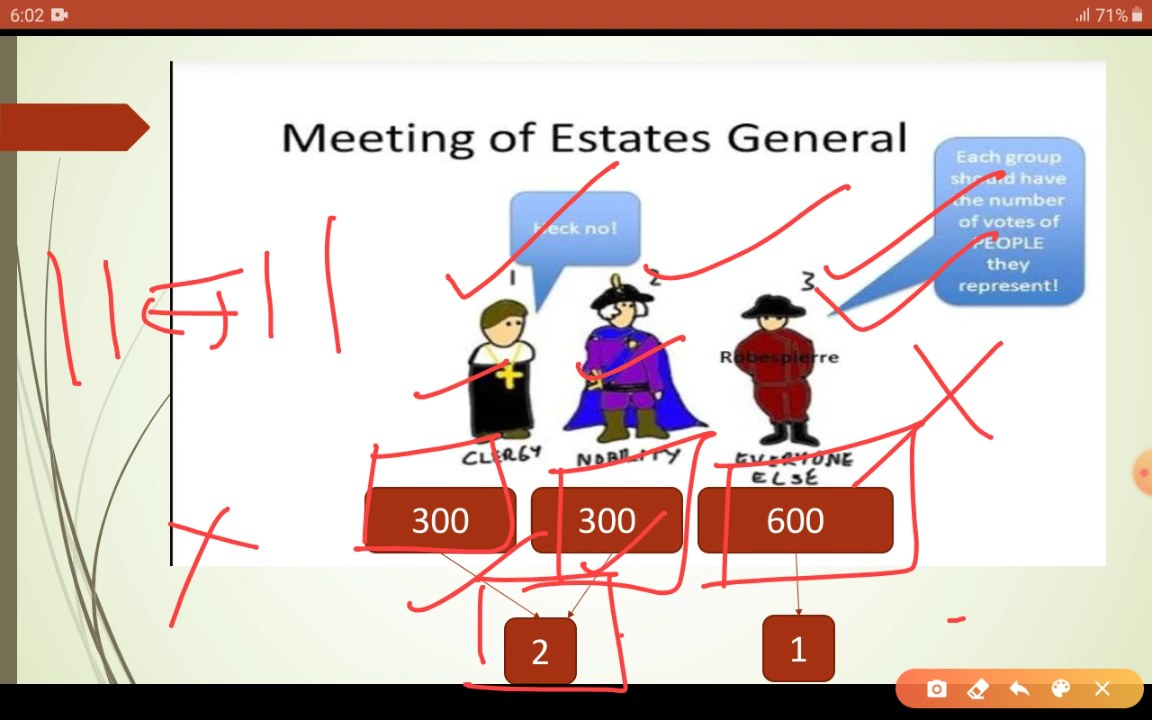 6:02
71%
Meeting of Estates General
Each group
should have
the number
of votes of
PEOPLE
they
represent!
Heck no!
1
2
3
Robespierre
CLERGY
NOBILITY
EVERYONE
ELSE
300
300
600
2
1